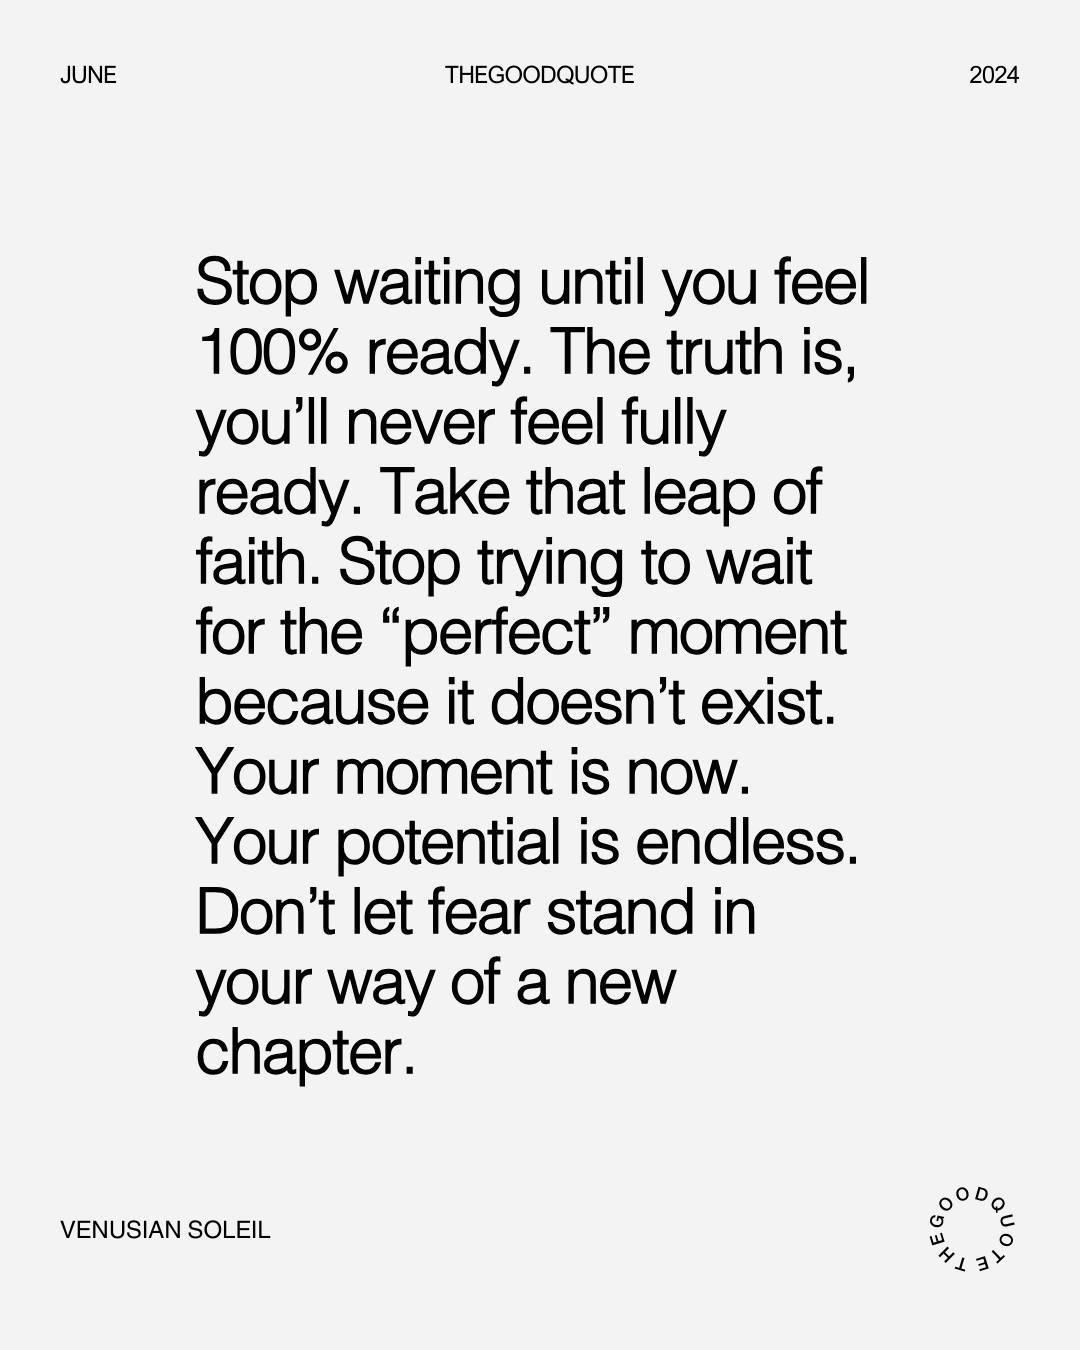 JUNE THEGOODQUOTE 2024
Stop waiting until you feel
100% ready. The truth is,
you’ll never feel fully
ready. Take that leap of
faith. Stop trying to wait
for the “perfect” moment
because it doesn’t exist.
Your moment is now.
Your potential is endless.
Don’t let fear stand in
your way of a new
chapter.
VENUSIAN SOLEIL
THEGOODQUOTE